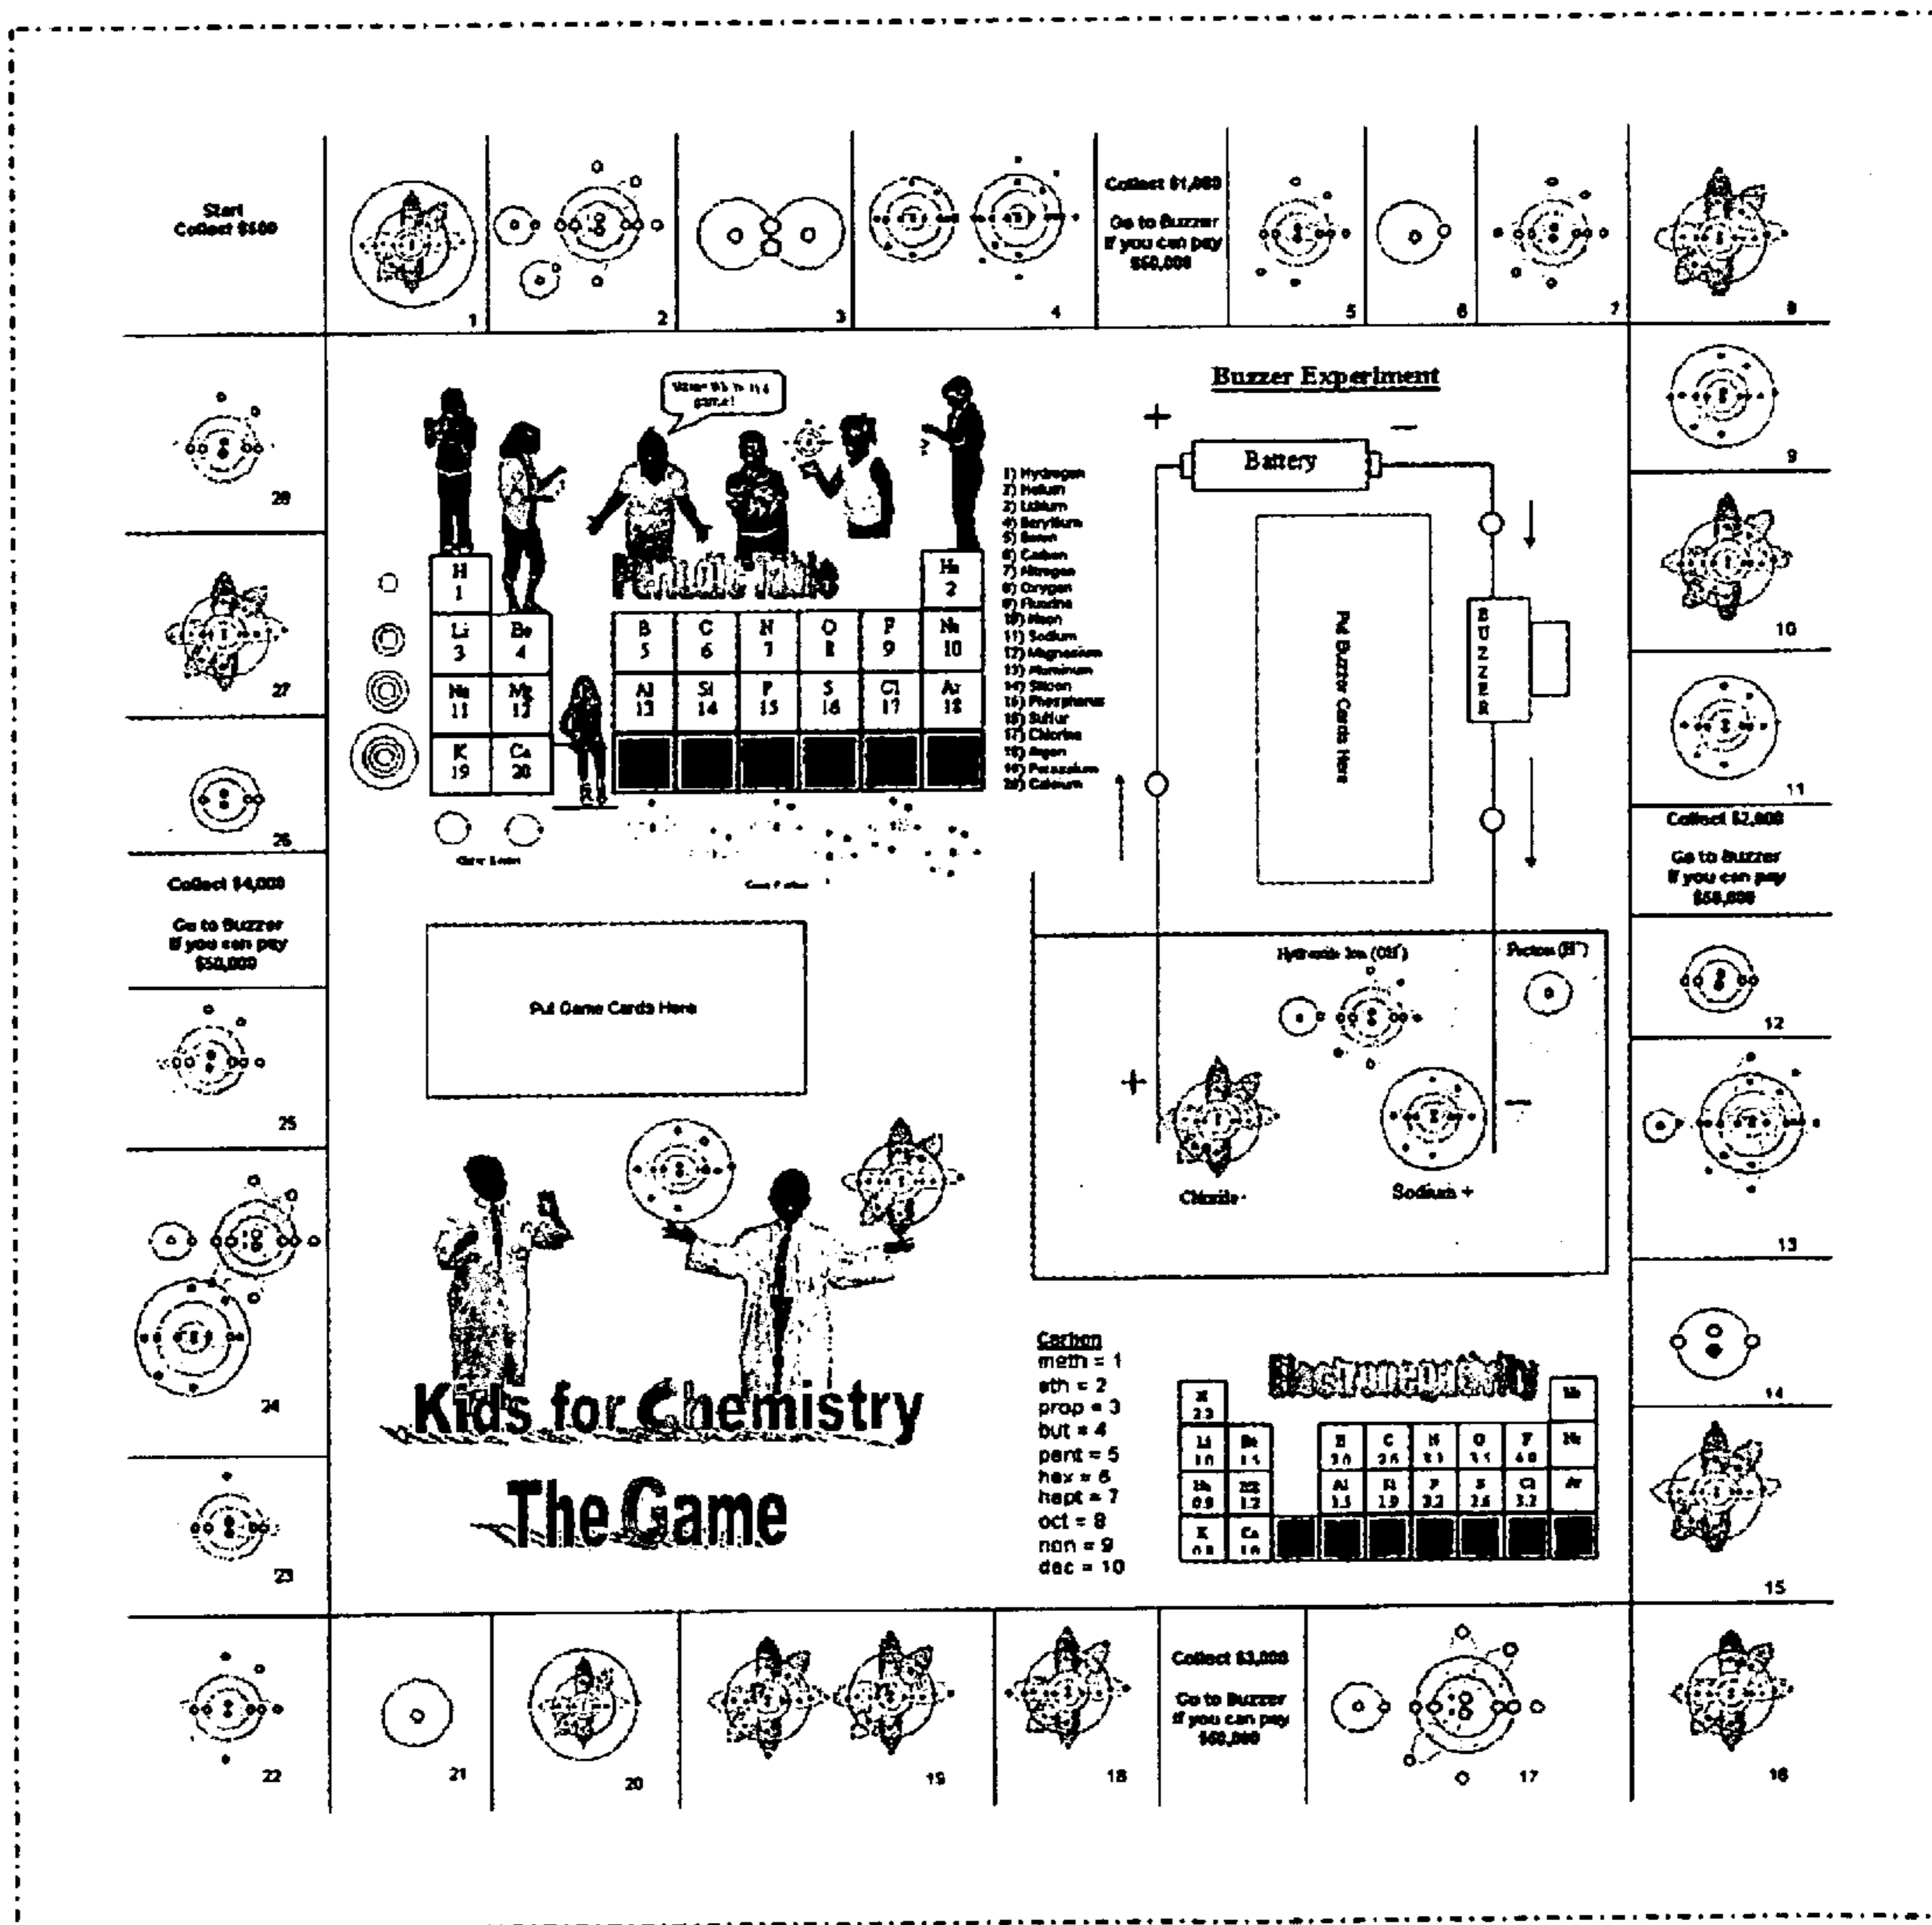 Start
Collect $500
1
2
3
4
Collect $1,000
Go to Buzzer
If you can pay
$50,000
5
6
7
8
9
10
11
Collect $2,000
Go to Buzzer
If you can pay
$50,000
12
13
14
15
16
17
Collect $3,000
Go to Buzzer
If you can pay
$50,000
18
19
20
21
22
23
24
25
Collect $4,000
Go to Buzzer
If you can pay
$50,000
26
27
28
game!
Periodic Table
H
1
He
2
Li
3
Be
4
B
5
C
6
N
7
O
8
F
9
Ne
10
Na
11
Mg
12
Al
13
Si
14
P
15
S
16
Cl
17
Ar
18
K
19
Ca
20
1) Hydrogen
2) Helium
3) Lithium
4) Beryllium
5) Boron
6) Carbon
7) Nitrogen
8) Oxygen
9) Fluorine
10) Neon
11) Sodium
12) Magnesium
13) Aluminum
14) Silicon
15) Phosphorus
16) Sulfur
17) Chlorine
18) Argon
19) Potassium
20) Calcium
Buzzer Experiment
+
−
Battery
BUZZER
Put Buzzer Cards Here
Hydroxide Ion (OH⁻)
Proton (H⁺)
+
−
Chloride -
Sodium +
Put Game Cards Here
Kids for Chemistry
The Game
Carbon
meth = 1
eth = 2
prop = 3
but = 4
pent = 5
hex = 6
hept = 7
oct = 8
non = 9
dec = 10
Electronegativity